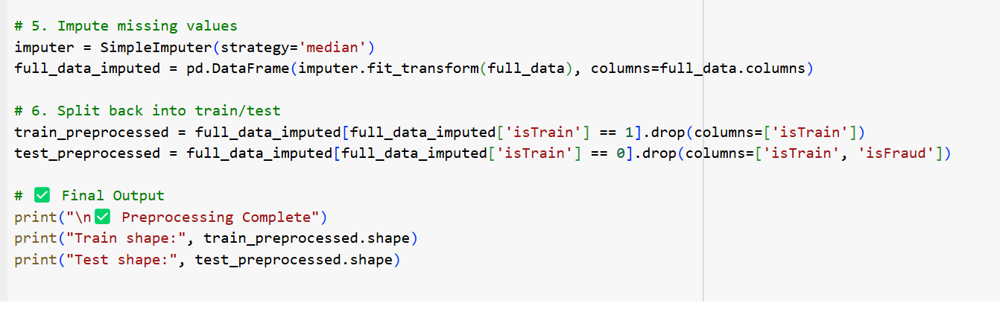 # 5. Impute missing values
imputer = SimpleImputer(strategy='median')
full_data_imputed = pd.DataFrame(imputer.fit_transform(full_data), columns=full_data.columns)
# 6. Split back into train/test
train_preprocessed = full_data_imputed[full_data_imputed['isTrain'] == 1].drop(columns=['isTrain'])
test_preprocessed = full_data_imputed[full_data_imputed['isTrain'] == 0].drop(columns=['isTrain', 'isFraud'])
# ✅ Final Output
print("\n✅ Preprocessing Complete")
print("Train shape:", train_preprocessed.shape)
print("Test shape:", test_preprocessed.shape)